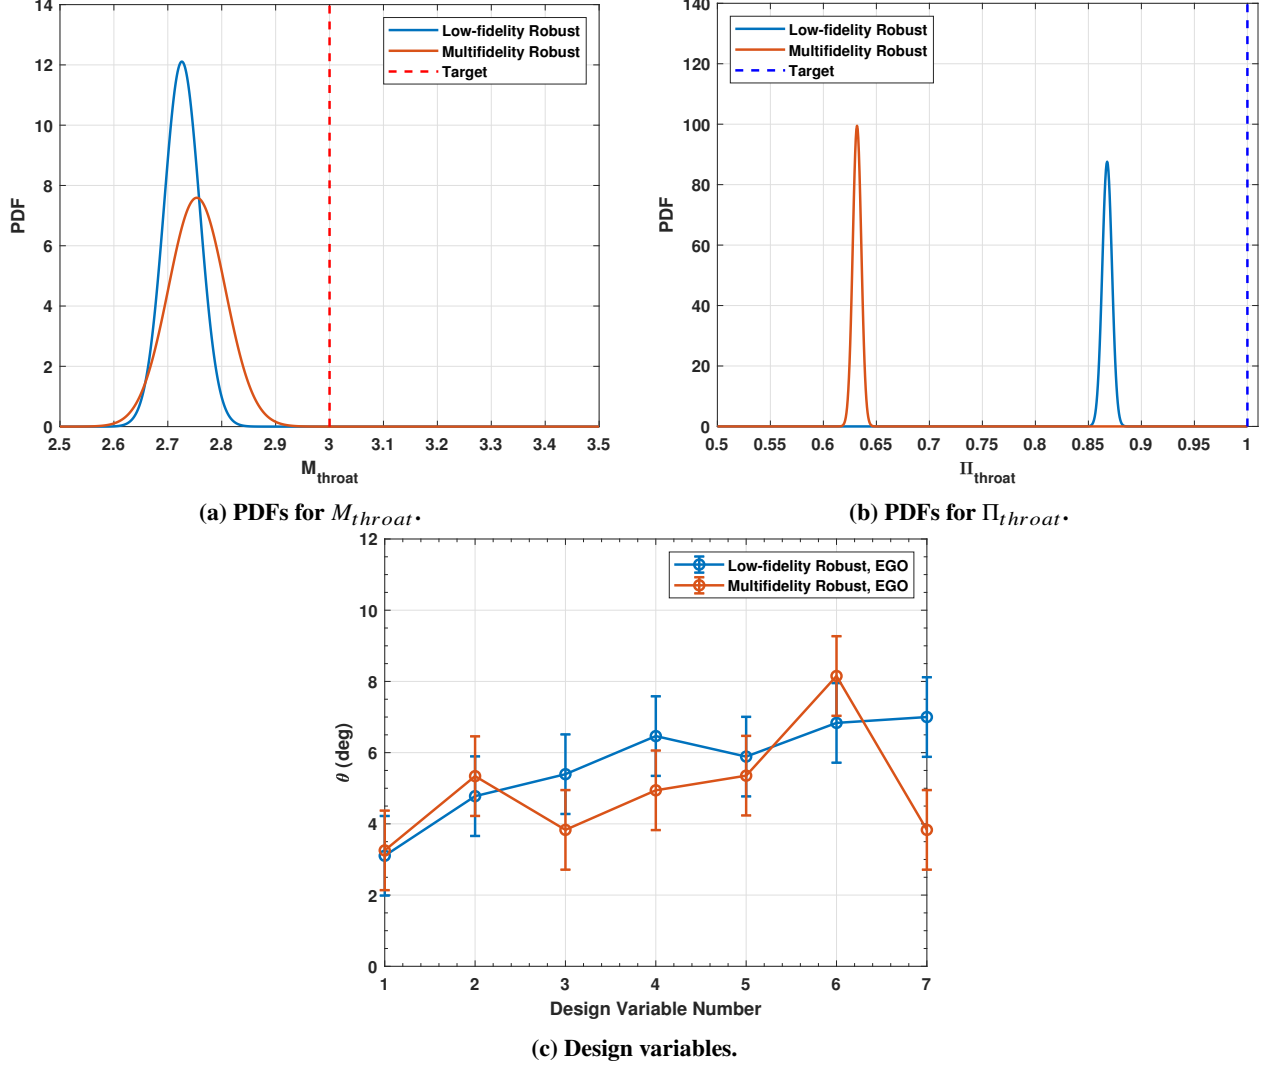 14
12
10
8
6
4
2
0
PDF
2.5 2.6 2.7 2.8 2.9 3 3.1 3.2 3.3 3.4 3.5
M_throat
Low-fidelity Robust
Multifidelity Robust
Target
(a) PDFs for M_throat.
140
120
100
80
60
40
20
0
PDF
0.5 0.55 0.6 0.65 0.7 0.75 0.8 0.85 0.9 0.95 1
Π_throat
Low-fidelity Robust
Multifidelity Robust
Target
(b) PDFs for Π_throat.
12
10
8
6
4
2
0
θ (deg)
1 2 3 4 5 6 7
Design Variable Number
Low-fidelity Robust, EGO
Multifidelity Robust, EGO
(c) Design variables.